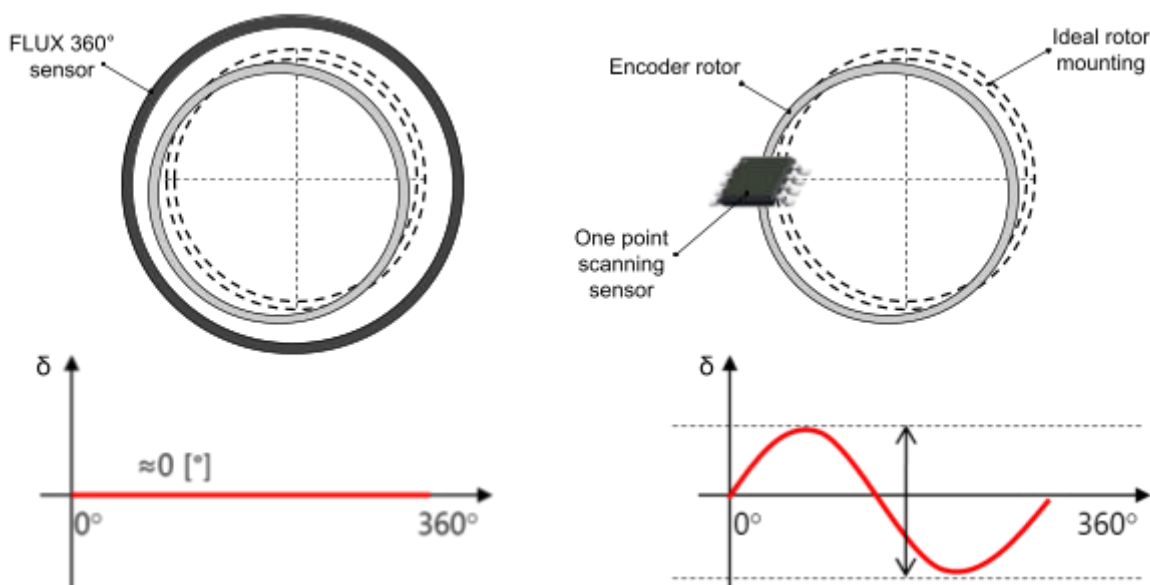 FLUX 360°
sensor
Encoder rotor
Ideal rotor
mounting
One point
scanning
sensor
δ
≈0 [°]
0°
360°
δ
0°
360°